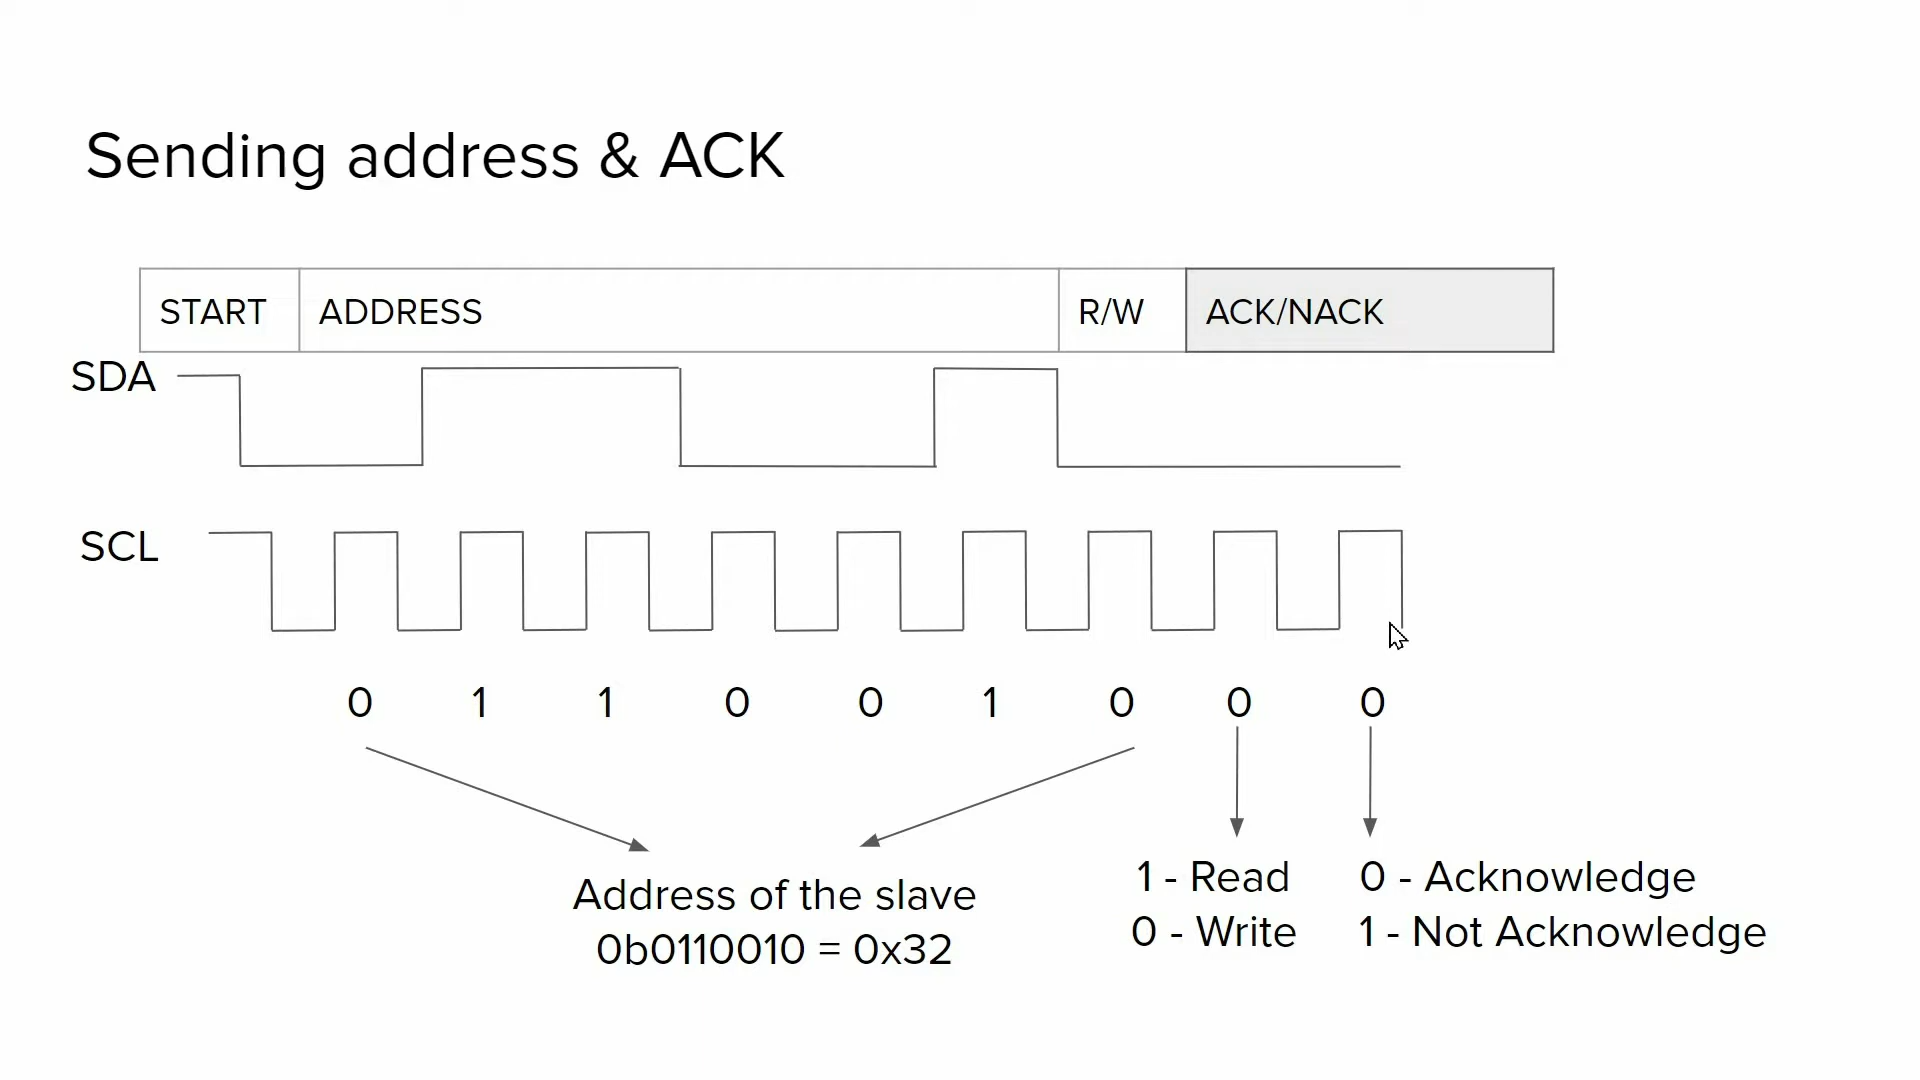 Sending address & ACK
START ADDRESS R/W ACK/NACK
SDA
SCL
0 1 1 0 0 1 0 0 0
Address of the slave
0b0110010 = 0x32
1 - Read
0 - Write
0 - Acknowledge
1 - Not Acknowledge